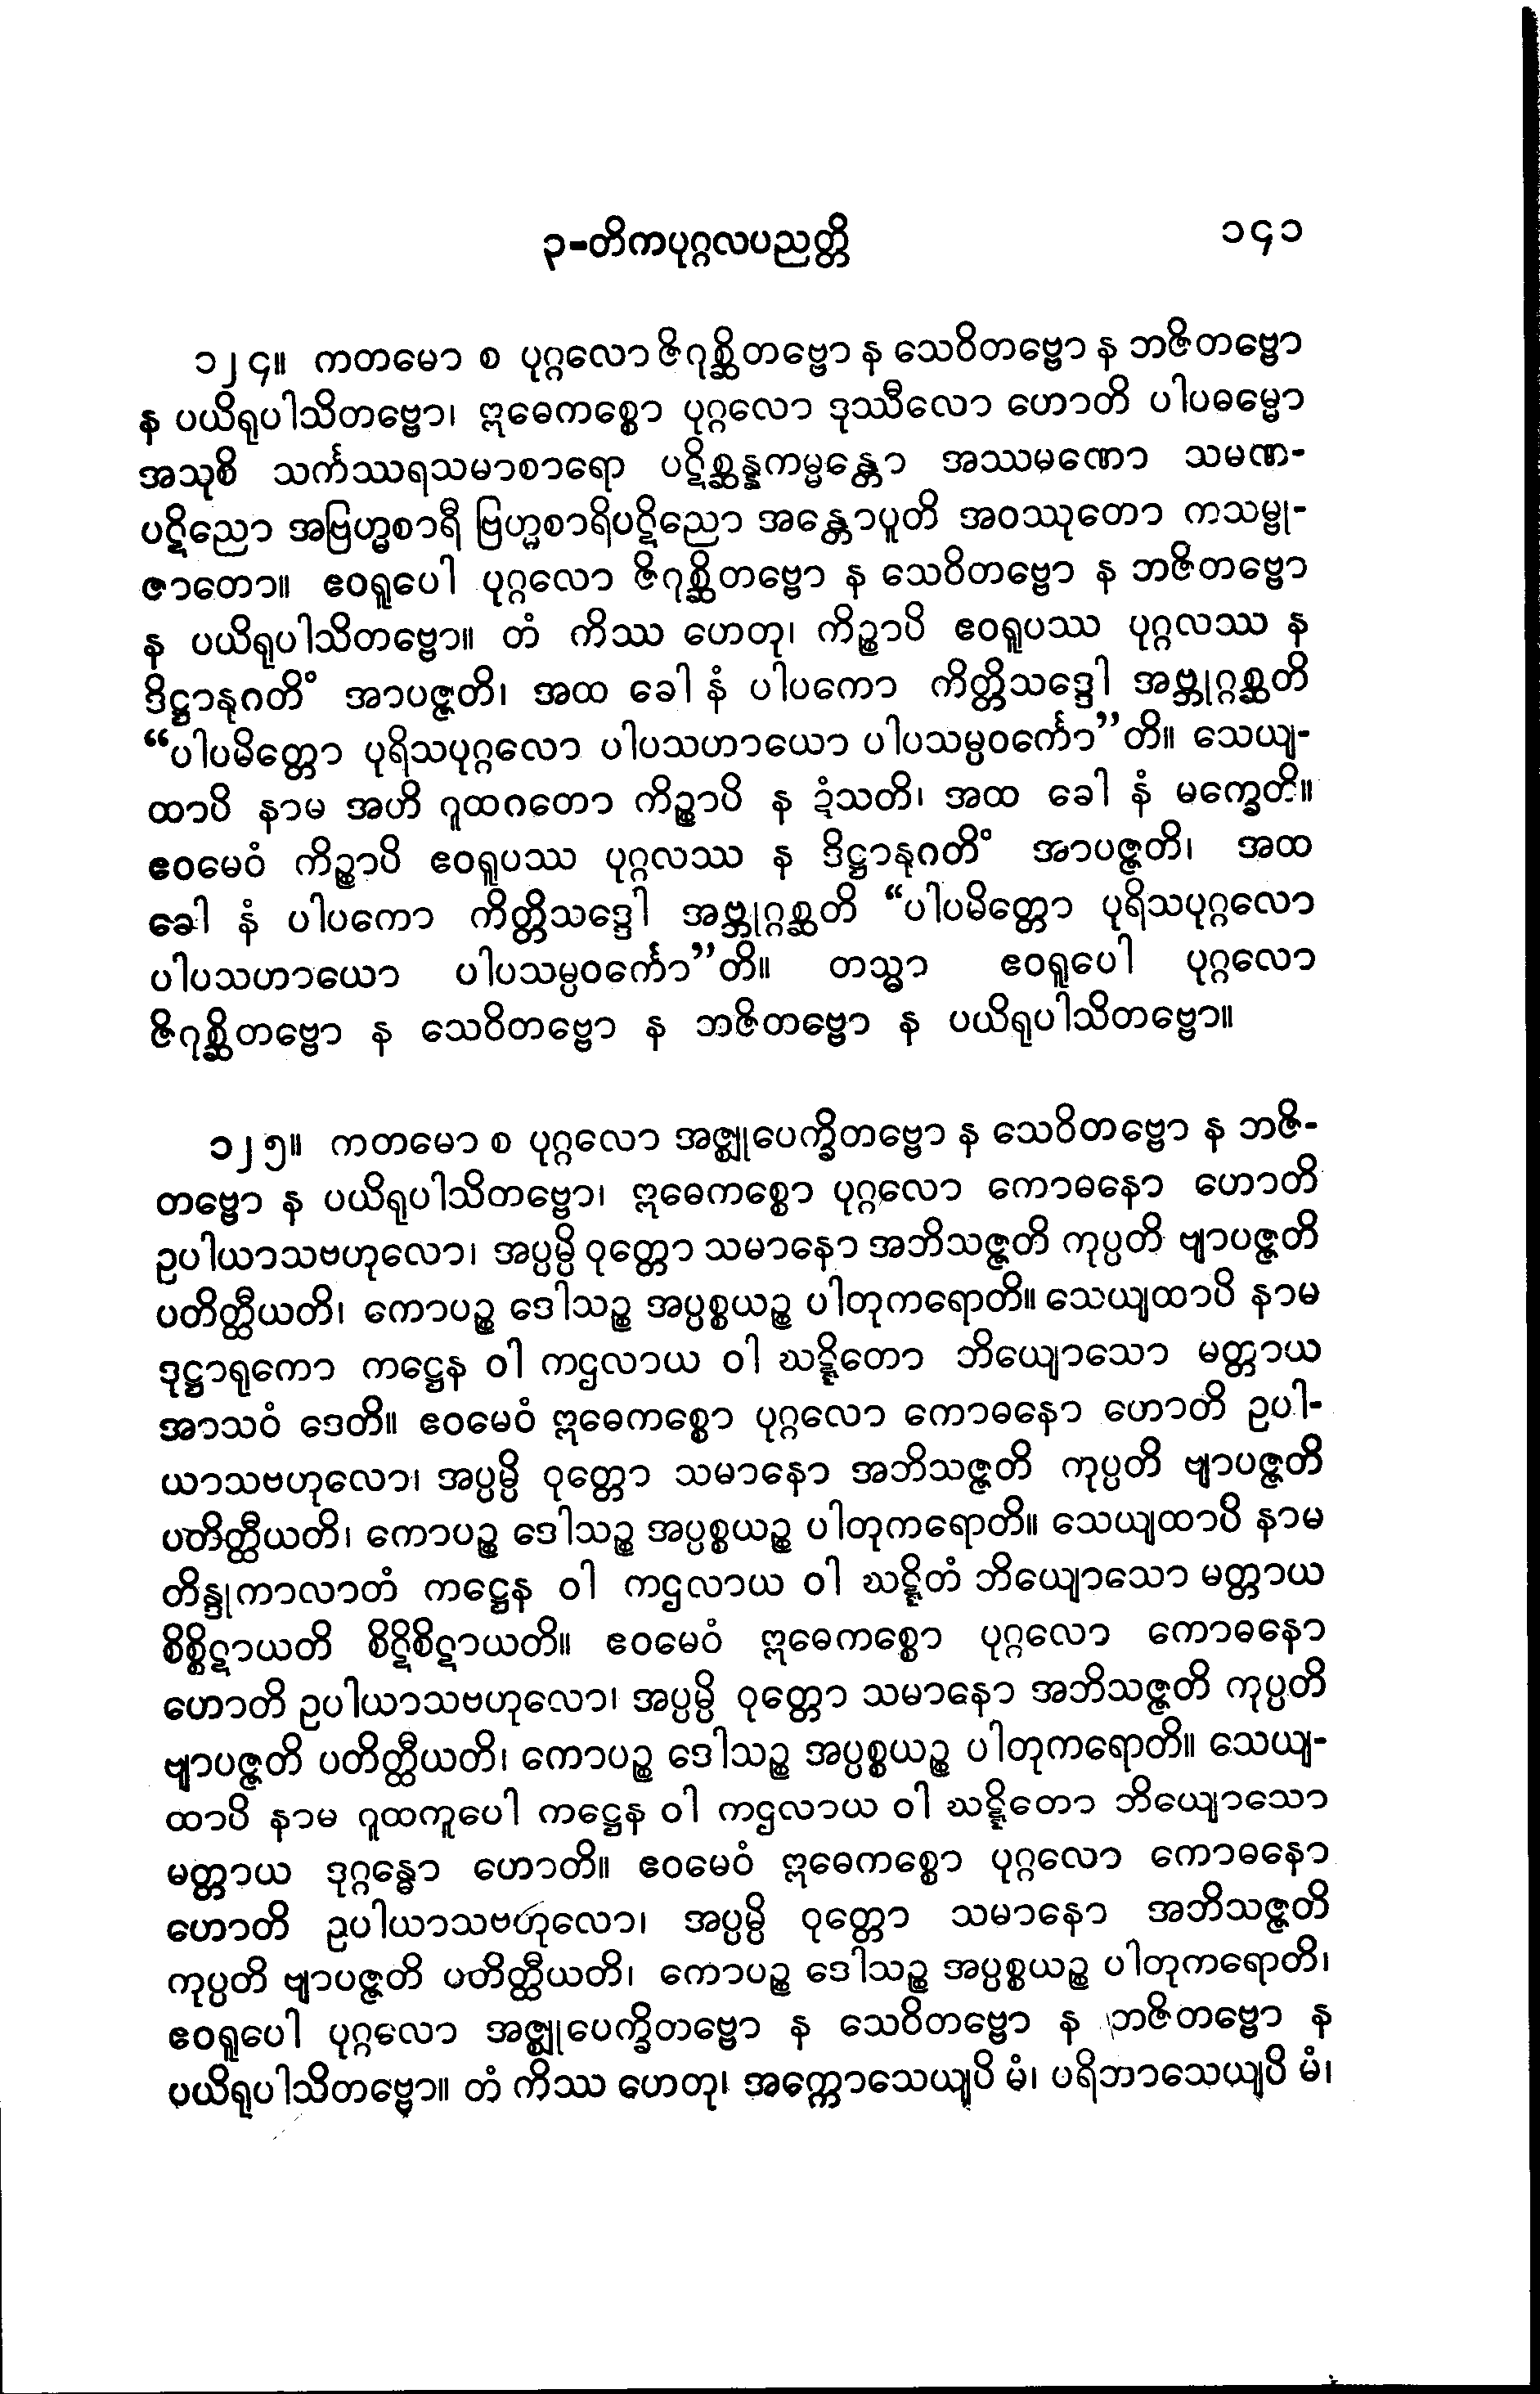 ၃-တိကပုဂ္ဂလပညတ္တိ ၁၄၁
၁၂၄။ ကတမော စ ပုဂ္ဂလော ဇိဂုစ္ဆိတဗ္ဗော န သေဝိတဗ္ဗော န ဘဇိတဗ္ဗော
န ပယိရုပါသိတဗ္ဗော၊ ဣဓေကစ္စော ပုဂ္ဂလော ဒုဿီလော ဟောတိ ပါပဓမ္မော
အသုစိ သင်္ကဿရသမာစာရော ပဋိစ္ဆန္နကမ္မန္တော အဿမဏော သမဏ-
ပဋိညော အဗြဟ္မစာရီ ဗြဟ္မစာရိပဋိညော အန္တောပူတိ အဝဿုတော ကသမ္ဗု-
ဇာတော။ ဧဝရူပေါ ပုဂ္ဂလော ဇိဂုစ္ဆိတဗ္ဗော န သေဝိတဗ္ဗော န ဘဇိတဗ္ဗော
န ပယိရုပါသိတဗ္ဗော။ တံ ကိဿ ဟေတု၊ ကိဉ္စာပိ ဧဝရူပဿ ပုဂ္ဂလဿ န
ဒိဋ္ဌာနုဂတိံ အာပဇ္ဇတိ၊ အထ ခေါ နံ ပါပကော ကိတ္တိသဒ္ဒေါ အဗ္ဘုဂ္ဂစ္ဆတိ
“ပါပမိတ္တော ပုရိသပုဂ္ဂလော ပါပသဟာယော ပါပသမ္ပဝင်္ကော”တိ။ သေယျ-
ထာပိ နာမ အဟိ ဂူထဂတော ကိဉ္စာပိ န ဍံသတိ၊ အထ ခေါ နံ မက္ခေတိ။
ဧဝမေဝံ ကိဉ္စာပိ ဧဝရူပဿ ပုဂ္ဂလဿ န ဒိဋ္ဌာနုဂတိံ အာပဇ္ဇတိ၊ အထ
ခေါ နံ ပါပကော ကိတ္တိသဒ္ဒေါ အဗ္ဘုဂ္ဂစ္ဆတိ “ပါပမိတ္တော ပုရိသပုဂ္ဂလော
ပါပသဟာယော ပါပသမ္ပဝင်္ကော”တိ။ တသ္မာ ဧဝရူပေါ ပုဂ္ဂလော
ဇိဂုစ္ဆိတဗ္ဗော န သေဝိတဗ္ဗော န ဘဇိတဗ္ဗော န ပယိရုပါသိတဗ္ဗော။
၁၂၅။ ကတမော စ ပုဂ္ဂလော အဇ္ဈုပေက္ခိတဗ္ဗော န သေဝိတဗ္ဗော န ဘဇိ-
တဗ္ဗော န ပယိရုပါသိတဗ္ဗော၊ ဣဓေကစ္စော ပုဂ္ဂလော ကောဓနော ဟောတိ
ဥပါယာသဗဟုလော၊ အပ္ပမ္ပိ ဝုတ္တော သမာနော အဘိသဇ္ဇတိ ကုပ္ပတိ ဗျာပဇ္ဇတိ
ပတိတ္ထီယတိ၊ ကောပဉ္စ ဒေါသဉ္စ အပ္ပစ္စယဉ္စ ပါတုကရောတိ။ သေယျထာပိ နာမ
ဒုဋ္ဌာရုကော ကဋ္ဌေန ဝါ ကဌလာယ ဝါ ဃဋ္ဋိတော ဘိယျောသော မတ္တာယ
အာသဝံ ဒေတိ။ ဧဝမေဝံ ဣဓေကစ္စော ပုဂ္ဂလော ကောဓနော ဟောတိ ဥပါ-
ယာသဗဟုလော၊ အပ္ပမ္ပိ ဝုတ္တော သမာနော အဘိသဇ္ဇတိ ကုပ္ပတိ ဗျာပဇ္ဇတိ
ပတိတ္ထီယတိ၊ ကောပဉ္စ ဒေါသဉ္စ အပ္ပစ္စယဉ္စ ပါတုကရောတိ။ သေယျထာပိ နာမ
တိန္ဒုကာလာတံ ကဋ္ဌေန ဝါ ကဌလာယ ဝါ ဃဋ္ဋိတံ ဘိယျောသော မတ္တာယ
စိစ္စိဋာယတိ စိဋိစိဋာယတိ။ ဧဝမေဝံ ဣဓေကစ္စော ပုဂ္ဂလော ကောဓနော
ဟောတိ ဥပါယာသဗဟုလော၊ အပ္ပမ္ပိ ဝုတ္တော သမာနော အဘိသဇ္ဇတိ ကုပ္ပတိ
ဗျာပဇ္ဇတိ ပတိတ္ထီယတိ၊ ကောပဉ္စ ဒေါသဉ္စ အပ္ပစ္စယဉ္စ ပါတုကရောတိ။ သေယျ-
ထာပိ နာမ ဂူထကူပေါ ကဋ္ဌေန ဝါ ကဌလာယ ဝါ ဃဋ္ဋိတော ဘိယျောသော
မတ္တာယ ဒုဂ္ဂန္ဓော ဟောတိ။ ဧဝမေဝံ ဣဓေကစ္စော ပုဂ္ဂလော ကောဓနော
ဟောတိ ဥပါယာသဗဟုလော၊ အပ္ပမ္ပိ ဝုတ္တော သမာနော အဘိသဇ္ဇတိ
ကုပ္ပတိ ဗျာပဇ္ဇတိ ပတိတ္ထီယတိ၊ ကောပဉ္စ ဒေါသဉ္စ အပ္ပစ္စယဉ္စ ပါတုကရောတိ၊
ဧဝရူပေါ ပုဂ္ဂလော အဇ္ဈုပေက္ခိတဗ္ဗော န သေဝိတဗ္ဗော န ဘဇိတဗ္ဗော န
ပယိရုပါသိတဗ္ဗော။ တံ ကိဿ ဟေတု၊ အက္ကောသေယျပိ မံ၊ ပရိဘာသေယျပိ မံ၊